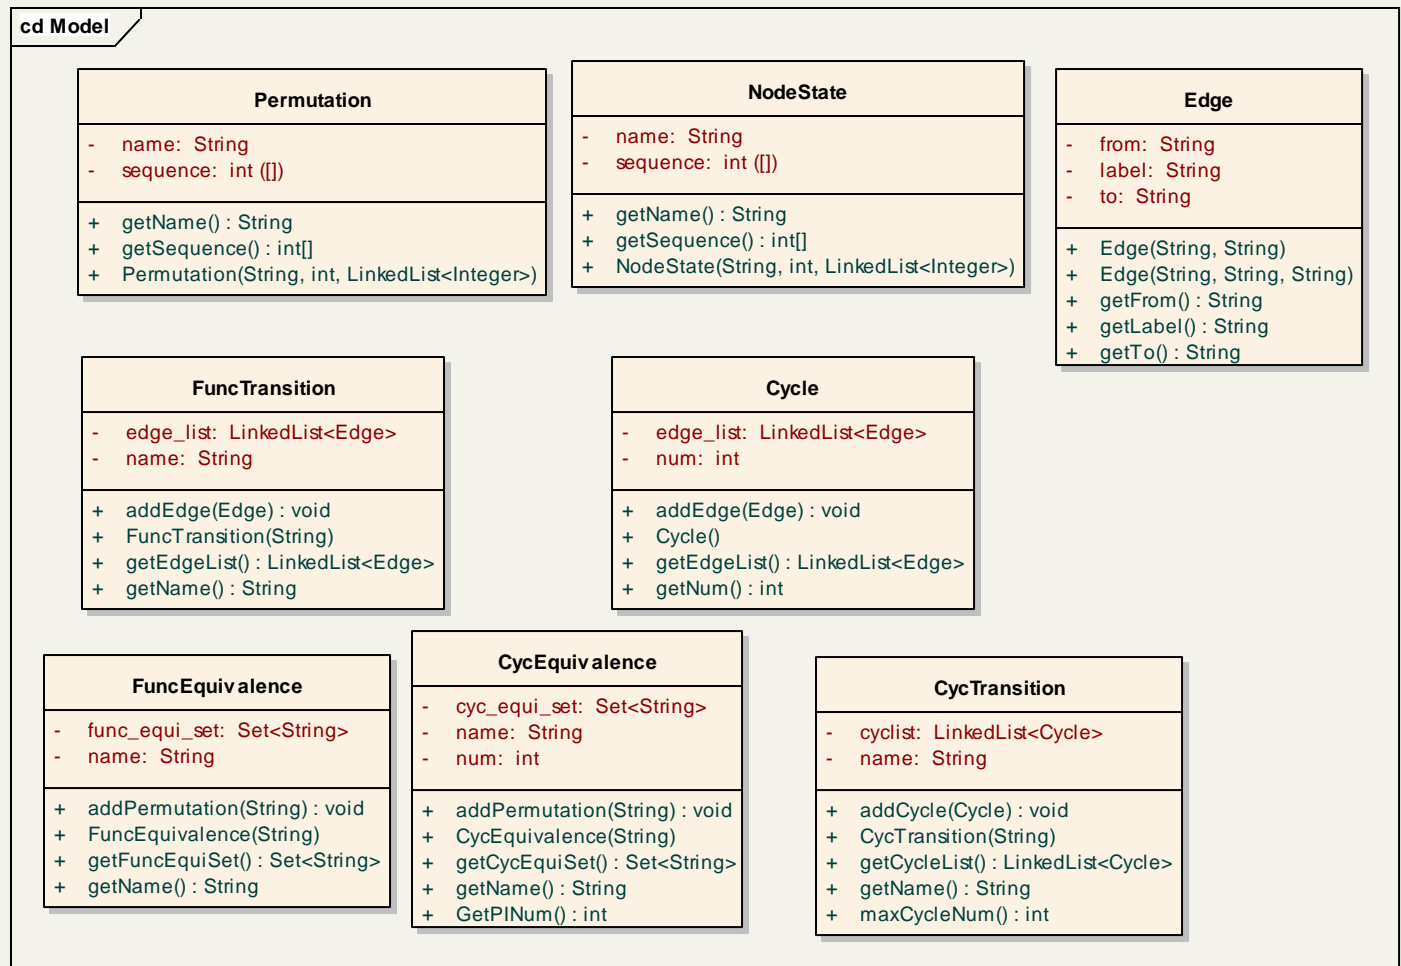 cd Model
Permutation
- name: String
- sequence: int ([])
+ getName() : String
+ getSequence() : int[]
+ Permutation(String, int, LinkedList<Integer>)
NodeState
- name: String
- sequence: int ([])
+ getName() : String
+ getSequence() : int[]
+ NodeState(String, int, LinkedList<Integer>)
Edge
- from: String
- label: String
- to: String
+ Edge(String, String)
+ Edge(String, String, String)
+ getFrom() : String
+ getLabel() : String
+ getTo() : String
FuncTransition
- edge_list: LinkedList<Edge>
- name: String
+ addEdge(Edge) : void
+ FuncTransition(String)
+ getEdgeList() : LinkedList<Edge>
+ getName() : String
Cycle
- edge_list: LinkedList<Edge>
- num: int
+ addEdge(Edge) : void
+ Cycle()
+ getEdgeList() : LinkedList<Edge>
+ getNum() : int
FuncEquivalence
- func_equi_set: Set<String>
- name: String
+ addPermutation(String) : void
+ FuncEquivalence(String)
+ getFuncEquiSet() : Set<String>
+ getName() : String
CycEquivalence
- cyc_equi_set: Set<String>
- name: String
- num: int
+ addPermutation(String) : void
+ CycEquivalence(String)
+ getCycEquiSet() : Set<String>
+ getName() : String
+ GetPINum() : int
CycTransition
- cyclist: LinkedList<Cycle>
- name: String
+ addCycle(Cycle) : void
+ CycTransition(String)
+ getCycleList() : LinkedList<Cycle>
+ getName() : String
+ maxCycleNum() : int